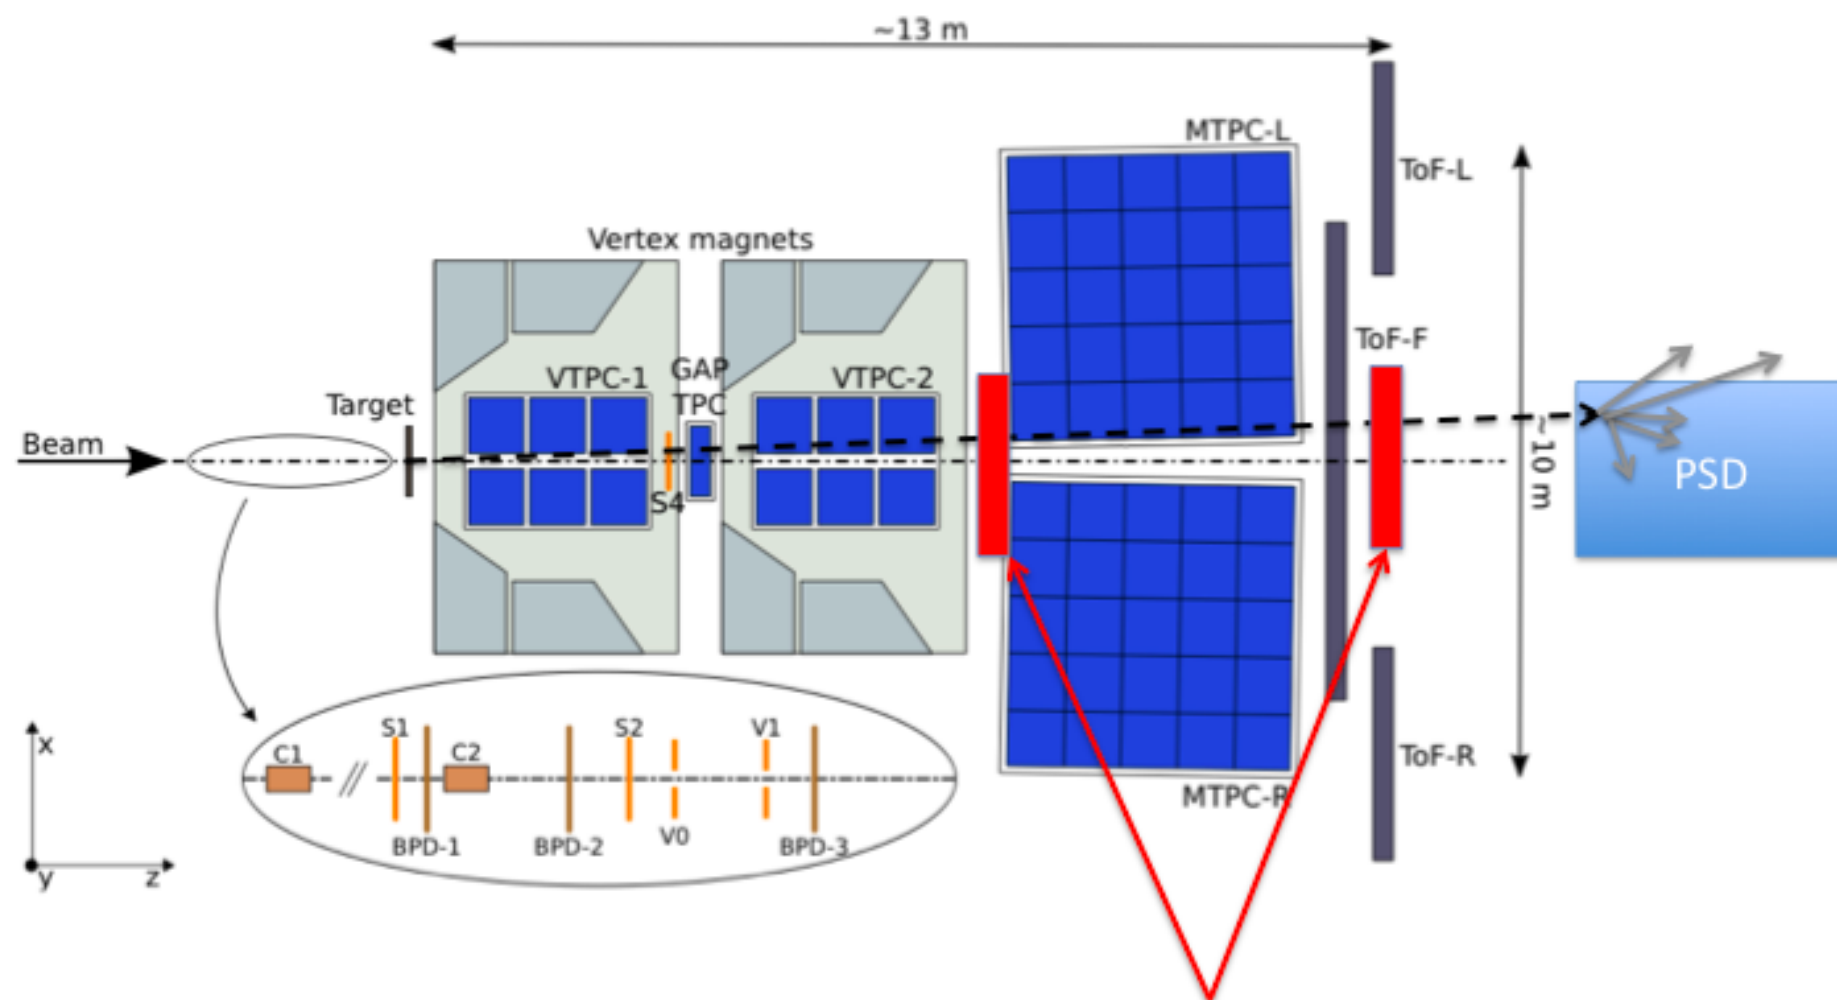 ~13 m
MTPC-L
ToF-L
Vertex magnets
ToF-F
VTPC-1
GAP
TPC
VTPC-2
Target
Beam
S4
~10 m
PSD
S1
S2
V1
C1
C2
x
ToF-R
MTPC-R
V0
BPD-1
BPD-2
BPD-3
y
z